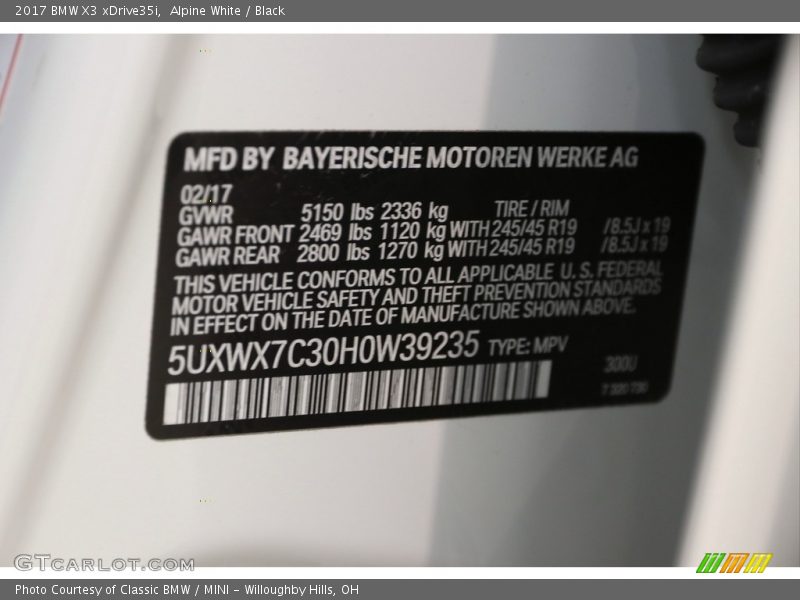 2017 BMW X3 xDrive35i, Alpine White / Black
MFD BY BAYERISCHE MOTOREN WERKE AG
02/17
GVWR 5150 lbs 2336 kg TIRE / RIM
GAWR FRONT 2469 lbs 1120 kg WITH 245/45 R19 /8.5J x 19
GAWR REAR 2800 lbs 1270 kg WITH 245/45 R19 /8.5J x 19
THIS VEHICLE CONFORMS TO ALL APPLICABLE U. S. FEDERAL
MOTOR VEHICLE SAFETY AND THEFT PREVENTION STANDARDS
IN EFFECT ON THE DATE OF MANUFACTURE SHOWN ABOVE.
5UXWX7C30H0W39235 TYPE: MPV
300U
GTCARLOT.COM
Photo Courtesy of Classic BMW / MINI - Willoughby Hills, OH